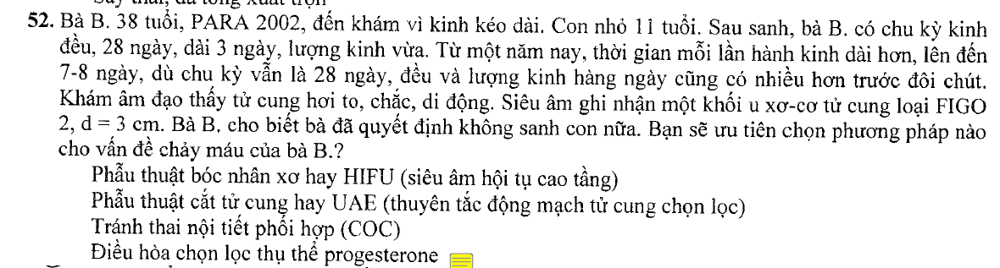 52. Bà B. 38 tuổi, PARA 2002, đến khám vì kinh kéo dài. Con nhỏ 11 tuổi. Sau sanh, bà B. có chu kỳ kinh
đều, 28 ngày, dài 3 ngày, lượng kinh vừa. Từ một năm nay, thời gian mỗi lần hành kinh dài hơn, lên đến
7-8 ngày, dù chu kỳ vẫn là 28 ngày, đều và lượng kinh hàng ngày cũng có nhiều hơn trước đôi chút.
Khám âm đạo thấy tử cung hơi to, chắc, di động. Siêu âm ghi nhận một khối u xơ-cơ tử cung loại FIGO
2, d = 3 cm. Bà B. cho biết bà đã quyết định không sanh con nữa. Bạn sẽ ưu tiên chọn phương pháp nào
cho vấn đề chảy máu của bà B.?
Phẫu thuật bóc nhân xơ hay HIFU (siêu âm hội tụ cao tầng)
Phẫu thuật cắt tử cung hay UAE (thuyên tắc động mạch tử cung chọn lọc)
Tránh thai nội tiết phối hợp (COC)
Điều hòa chọn lọc thụ thể progesterone